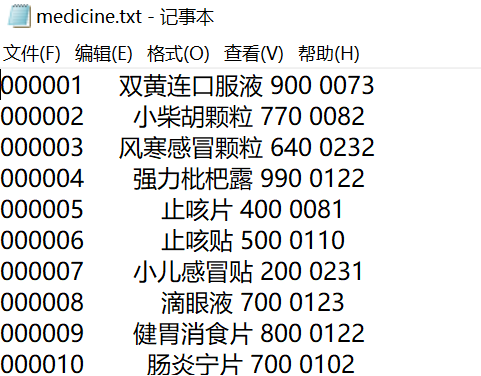 medicine.txt - 记事本
文件(F) 编辑(E) 格式(O) 查看(V) 帮助(H)
000001 双黄连口服液 900 0073
000002 小柴胡颗粒 770 0082
000003 风寒感冒颗粒 640 0232
000004 强力枇杷露 990 0122
000005 止咳片 400 0081
000006 止咳贴 500 0110
000007 小儿感冒贴 200 0231
000008 滴眼液 700 0123
000009 健胃消食片 800 0122
000010 肠炎宁片 700 0102